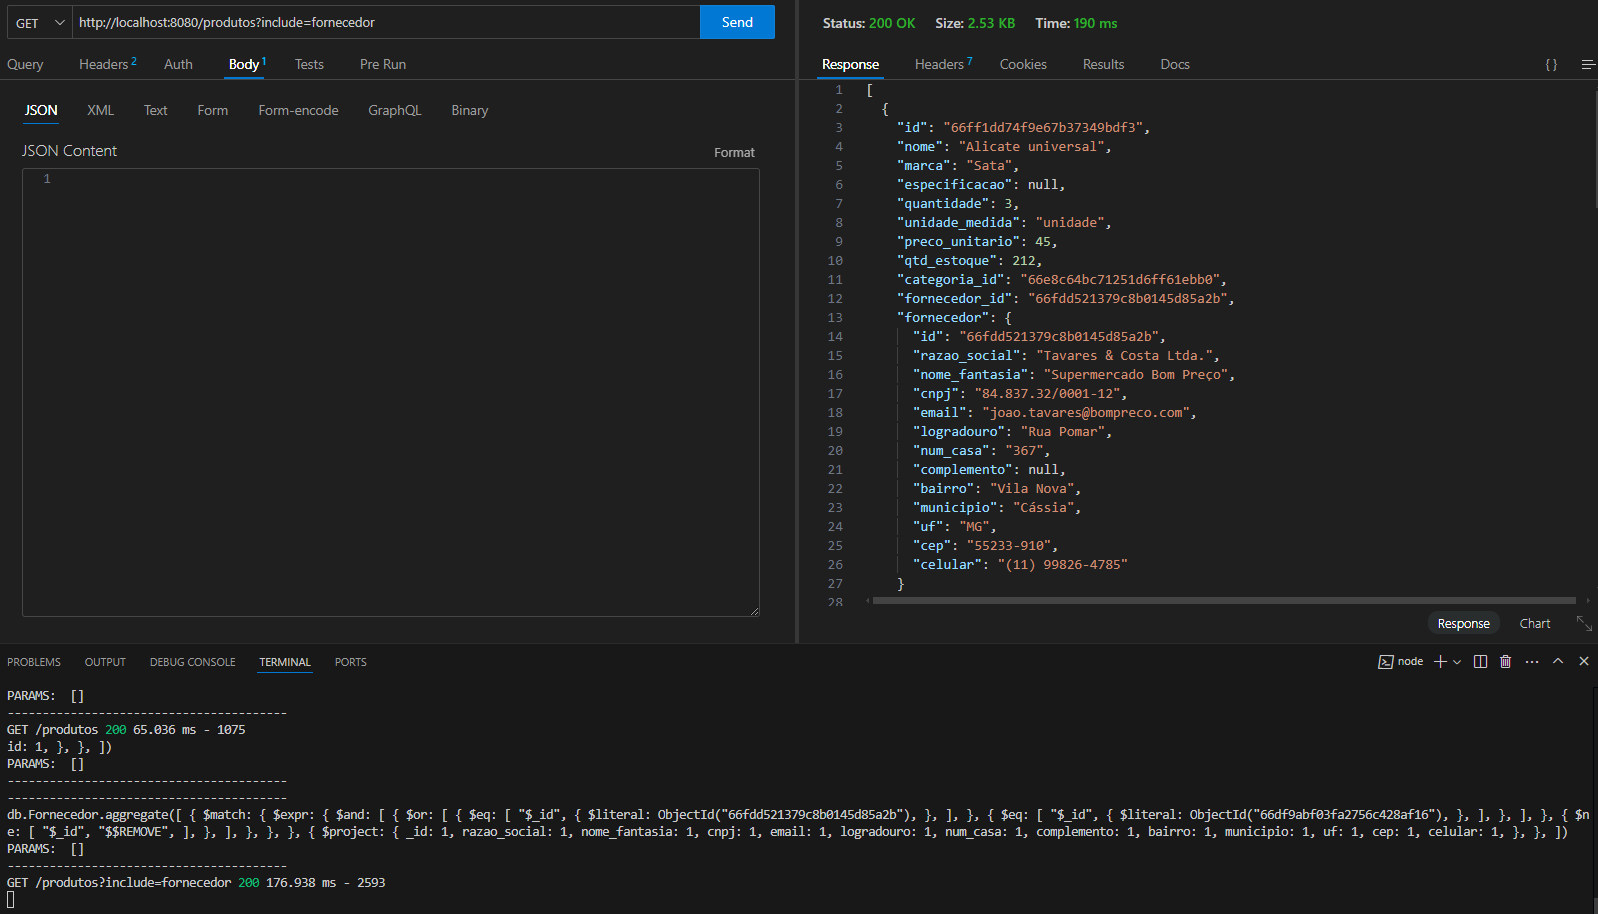 GET http://localhost:8080/produtos?include=fornecedor Send
Query Headers 2 Auth Body 1 Tests Pre Run
JSON XML Text Form Form-encode GraphQL Binary
JSON Content Format
1
Status: 200 OK Size: 2.53 KB Time: 190 ms
Response Headers 7 Cookies Results Docs {}
1 [
2 {
3 "id": "66ff1dd74f9e67b37349bdf3",
4 "nome": "Alicate universal",
5 "marca": "Sata",
6 "especificacao": null,
7 "quantidade": 3,
8 "unidade_medida": "unidade",
9 "preco_unitario": 45,
10 "qtd_estoque": 212,
11 "categoria_id": "66e8c64bc71251d6ff61ebb0",
12 "fornecedor_id": "66fdd521379c8b0145d85a2b",
13 "fornecedor": {
14 "id": "66fdd521379c8b0145d85a2b",
15 "razao_social": "Tavares & Costa Ltda.",
16 "nome_fantasia": "Supermercado Bom Preço",
17 "cnpj": "84.837.32/0001-12",
18 "email": "joao.tavares@bompreco.com",
19 "logradouro": "Rua Pomar",
20 "num_casa": "367",
21 "complemento": null,
22 "bairro": "Vila Nova",
23 "municipio": "Cássia",
24 "uf": "MG",
25 "cep": "55233-910",
26 "celular": "(11) 99826-4785"
27 }
28
Response Chart
PROBLEMS OUTPUT DEBUG CONSOLE TERMINAL PORTS node
PARAMS: []
----------------------------------------
GET /produtos 200 65.036 ms - 1075
id: 1, }, }, ])
PARAMS: []
----------------------------------------
----------------------------------------
db.Fornecedor.aggregate([ { $match: { $expr: { $and: [ { $or: [ { $eq: [ "$_id", { $literal: ObjectId("66fdd521379c8b0145d85a2b"), }, ], }, { $eq: [ "$_id", { $literal: ObjectId("66df9abf03fa2756c428af16"), }, ], }, ], }, { $n
e: [ "$_id", "$$REMOVE", ], }, ], }, }, }, { $project: { _id: 1, razao_social: 1, nome_fantasia: 1, cnpj: 1, email: 1, logradouro: 1, num_casa: 1, complemento: 1, bairro: 1, municipio: 1, uf: 1, cep: 1, celular: 1, }, }, ])
PARAMS: []
----------------------------------------
GET /produtos?include=fornecedor 200 176.938 ms - 2593